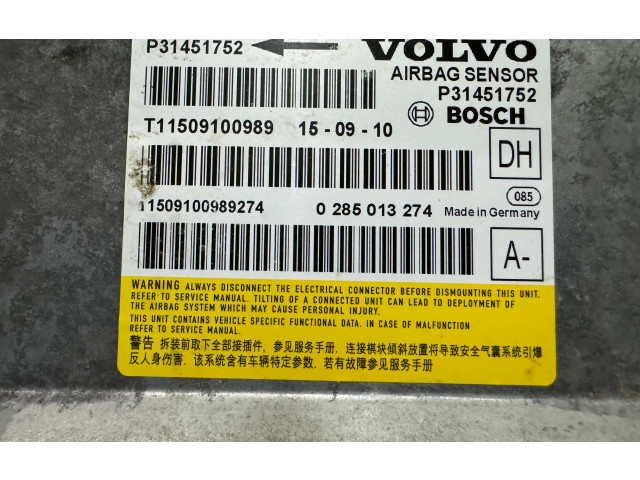 P31451752 VOLVO
AIRBAG SENSOR
P31451752
BOSCH
T11509100989 15-09-10
DH
11509100989274 0 285 013 274 Made in Germany
085
A-
WARNING ALWAYS DISCONNECT THE ELECTRICAL CONNECTOR BEFORE DISMOUNTING THIS UNIT.
REFER TO SERVICE MANUAL. TILTING OF A CONNECTED UNIT CAN LEAD TO DEPLOYMENT OF
THE AIRBAG SYSTEM WHICH MAY CAUSE PERSONAL INJURY.
THIS UNIT CONTAINS VEHICLE SPECIFIC FUNCTIONAL DATA. IN CASE OF MALFUNCTION
REFER TO SERVICE MANUAL.
警告 拆装前取下全部接插件，参见服务手册. 连接模块倾斜放置将导致安全气囊系统引爆
反人身伤害. 该系统含有车辆特定参数. 若有故障参见服务手册